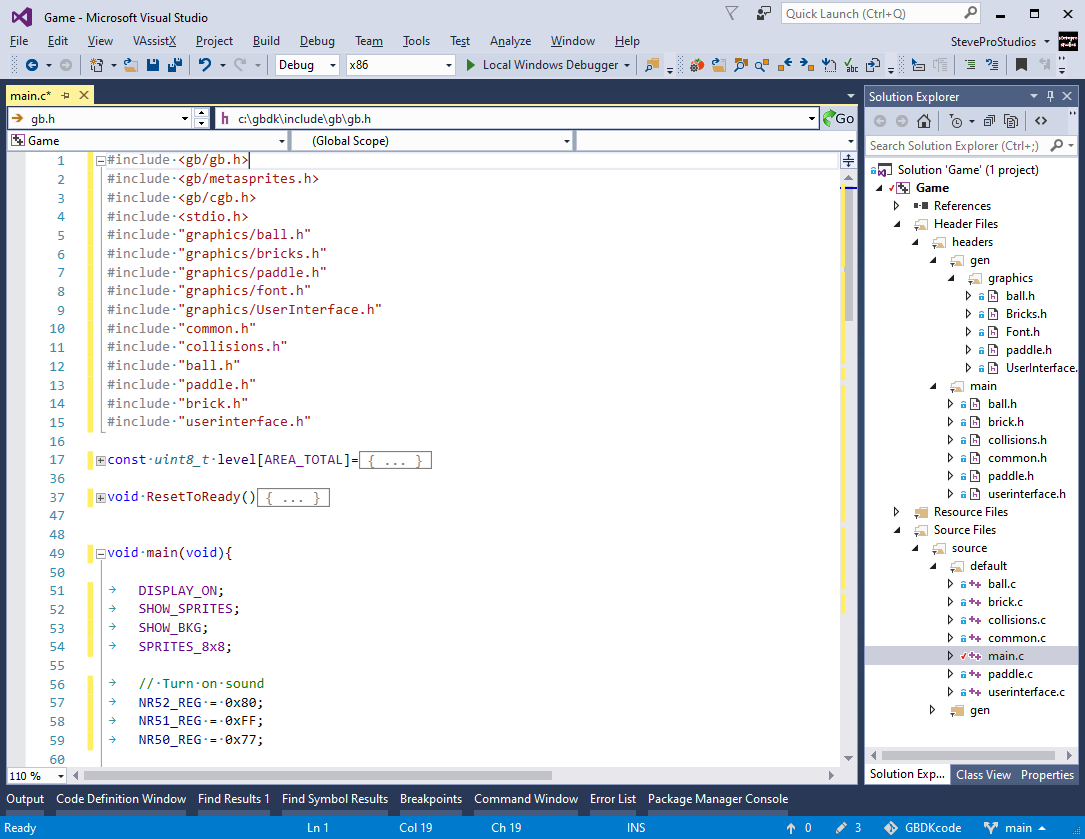 Game - Microsoft Visual Studio
Quick Launch (Ctrl+Q)
File Edit View VAssistX Project Build Debug Team Tools Test Analyze Window Help
SteveProStudios
Debug x86 Local Windows Debugger
main.c*
gb.h
h c:\gbdk\include\gb\gb.h
Go
Game (Global Scope)
1 #include <gb/gb.h>
2 #include <gb/metasprites.h>
3 #include <gb/cgb.h>
4 #include <stdio.h>
5 #include "graphics/ball.h"
6 #include "graphics/bricks.h"
7 #include "graphics/paddle.h"
8 #include "graphics/font.h"
9 #include "graphics/UserInterface.h"
10 #include "common.h"
11 #include "collisions.h"
12 #include "ball.h"
13 #include "paddle.h"
14 #include "brick.h"
15 #include "userinterface.h"
16
17 const uint8_t level[AREA_TOTAL]={ ... }
36
37 void ResetToReady(){ ... }
47
48
49 void main(void){
50
51 DISPLAY_ON;
52 SHOW_SPRITES;
53 SHOW_BKG;
54 SPRITES_8x8;
55
56 // Turn on sound
57 NR52_REG = 0x80;
58 NR51_REG = 0xFF;
59 NR50_REG = 0x77;
60
110 %
Solution Explorer
Search Solution Explorer (Ctrl+;)
Solution 'Game' (1 project)
Game
References
Header Files
headers
gen
graphics
ball.h
Bricks.h
Font.h
paddle.h
UserInterface.
main
ball.h
brick.h
collisions.h
common.h
paddle.h
userinterface.h
Resource Files
Source Files
source
default
ball.c
brick.c
collisions.c
common.c
main.c
paddle.c
userinterface.c
gen
Solution Exp... Class View Properties
Output Code Definition Window Find Results 1 Find Symbol Results Breakpoints Command Window Error List Package Manager Console
Ready Ln 1 Col 19 Ch 19 INS 0 3 GBDKcode main